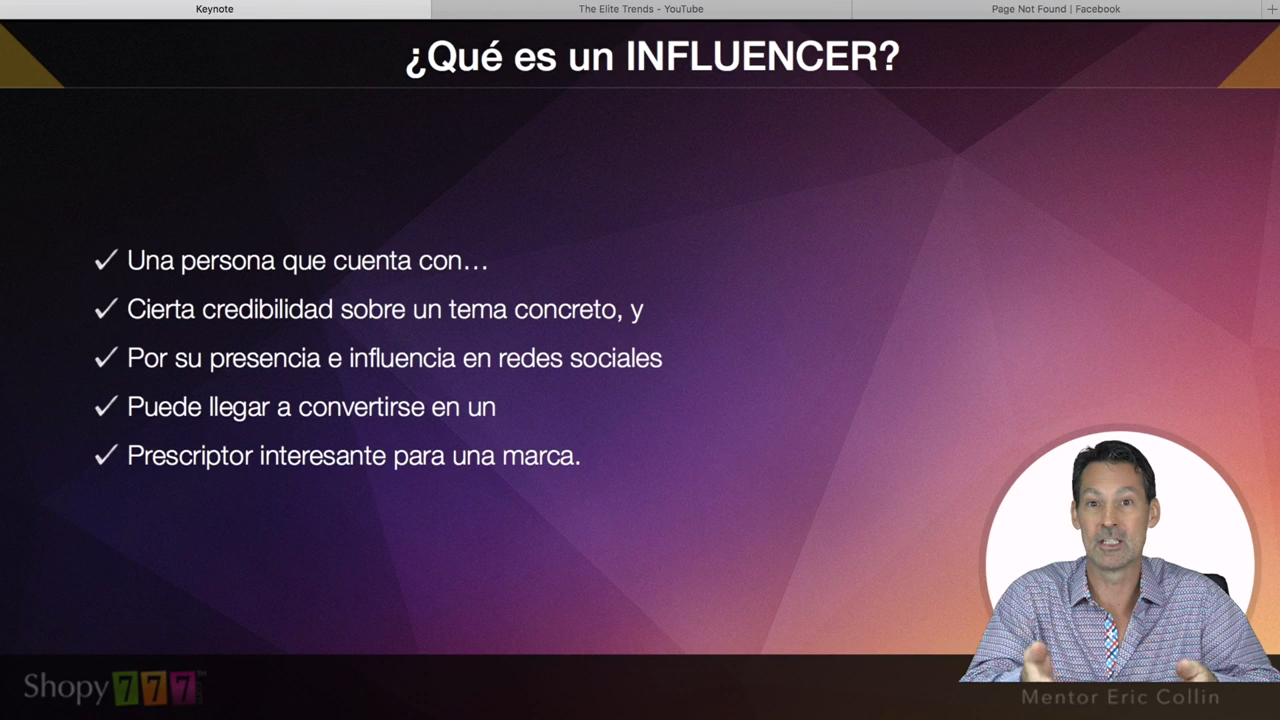 Keynote
The Elite Trends - YouTube
Page Not Found | Facebook
¿Qué es un INFLUENCER?
✓ Una persona que cuenta con…
✓ Cierta credibilidad sobre un tema concreto, y
✓ Por su presencia e influencia en redes sociales
✓ Puede llegar a convertirse en un
✓ Prescriptor interesante para una marca.
Shopy 777
Mentor Eric Collin